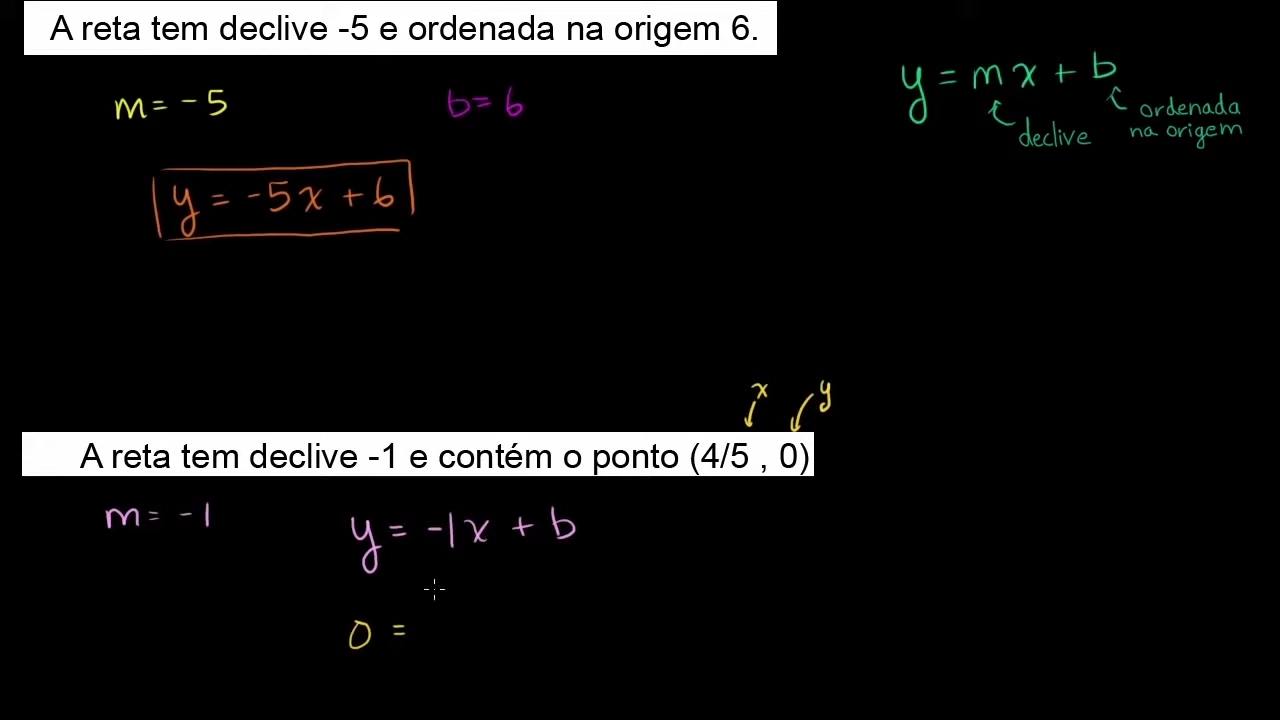 A reta tem declive -5 e ordenada na origem 6.
m = -5
b = 6
y = mx + b
declive
ordenada
na origem
y = -5x + 6
x
y
A reta tem declive -1 e contém o ponto (4/5 , 0)
m = -1
y = -1x + b
0 =